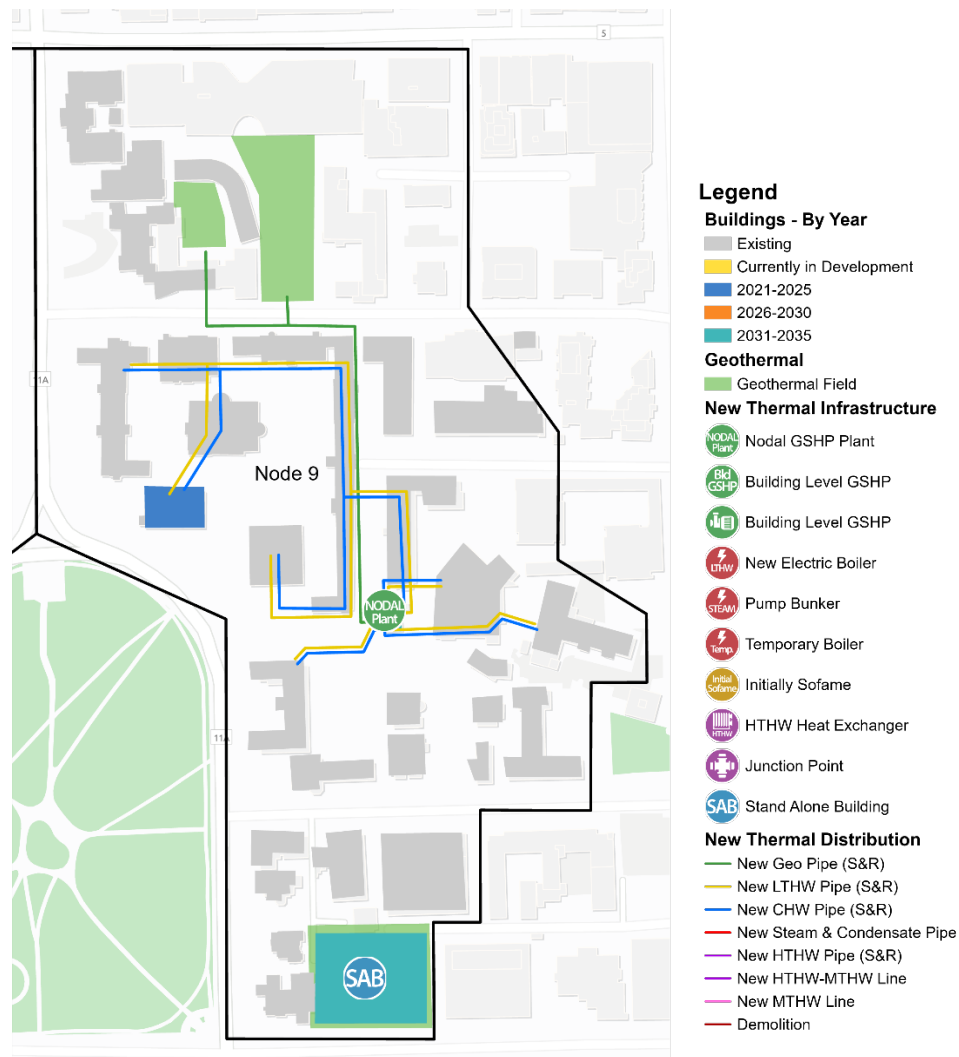 5
11A
Node 9
NODAL
Plant
11A
SAB
Legend
Buildings - By Year
Existing
Currently in Development
2021-2025
2026-2030
2031-2035
Geothermal
Geothermal Field
New Thermal Infrastructure
NODAL
Plant
Nodal GSHP Plant
Bld
GSHP
Building Level GSHP
Building Level GSHP
LTHW
New Electric Boiler
STEAM
Pump Bunker
Temp.
Temporary Boiler
Initial
Sofame
Initially Sofame
HTHW
HTHW Heat Exchanger
Junction Point
SAB
Stand Alone Building
New Thermal Distribution
New Geo Pipe (S&R)
New LTHW Pipe (S&R)
New CHW Pipe (S&R)
New Steam & Condensate Pipe
New HTHW Pipe (S&R)
New HTHW-MTHW Line
New MTHW Line
Demolition